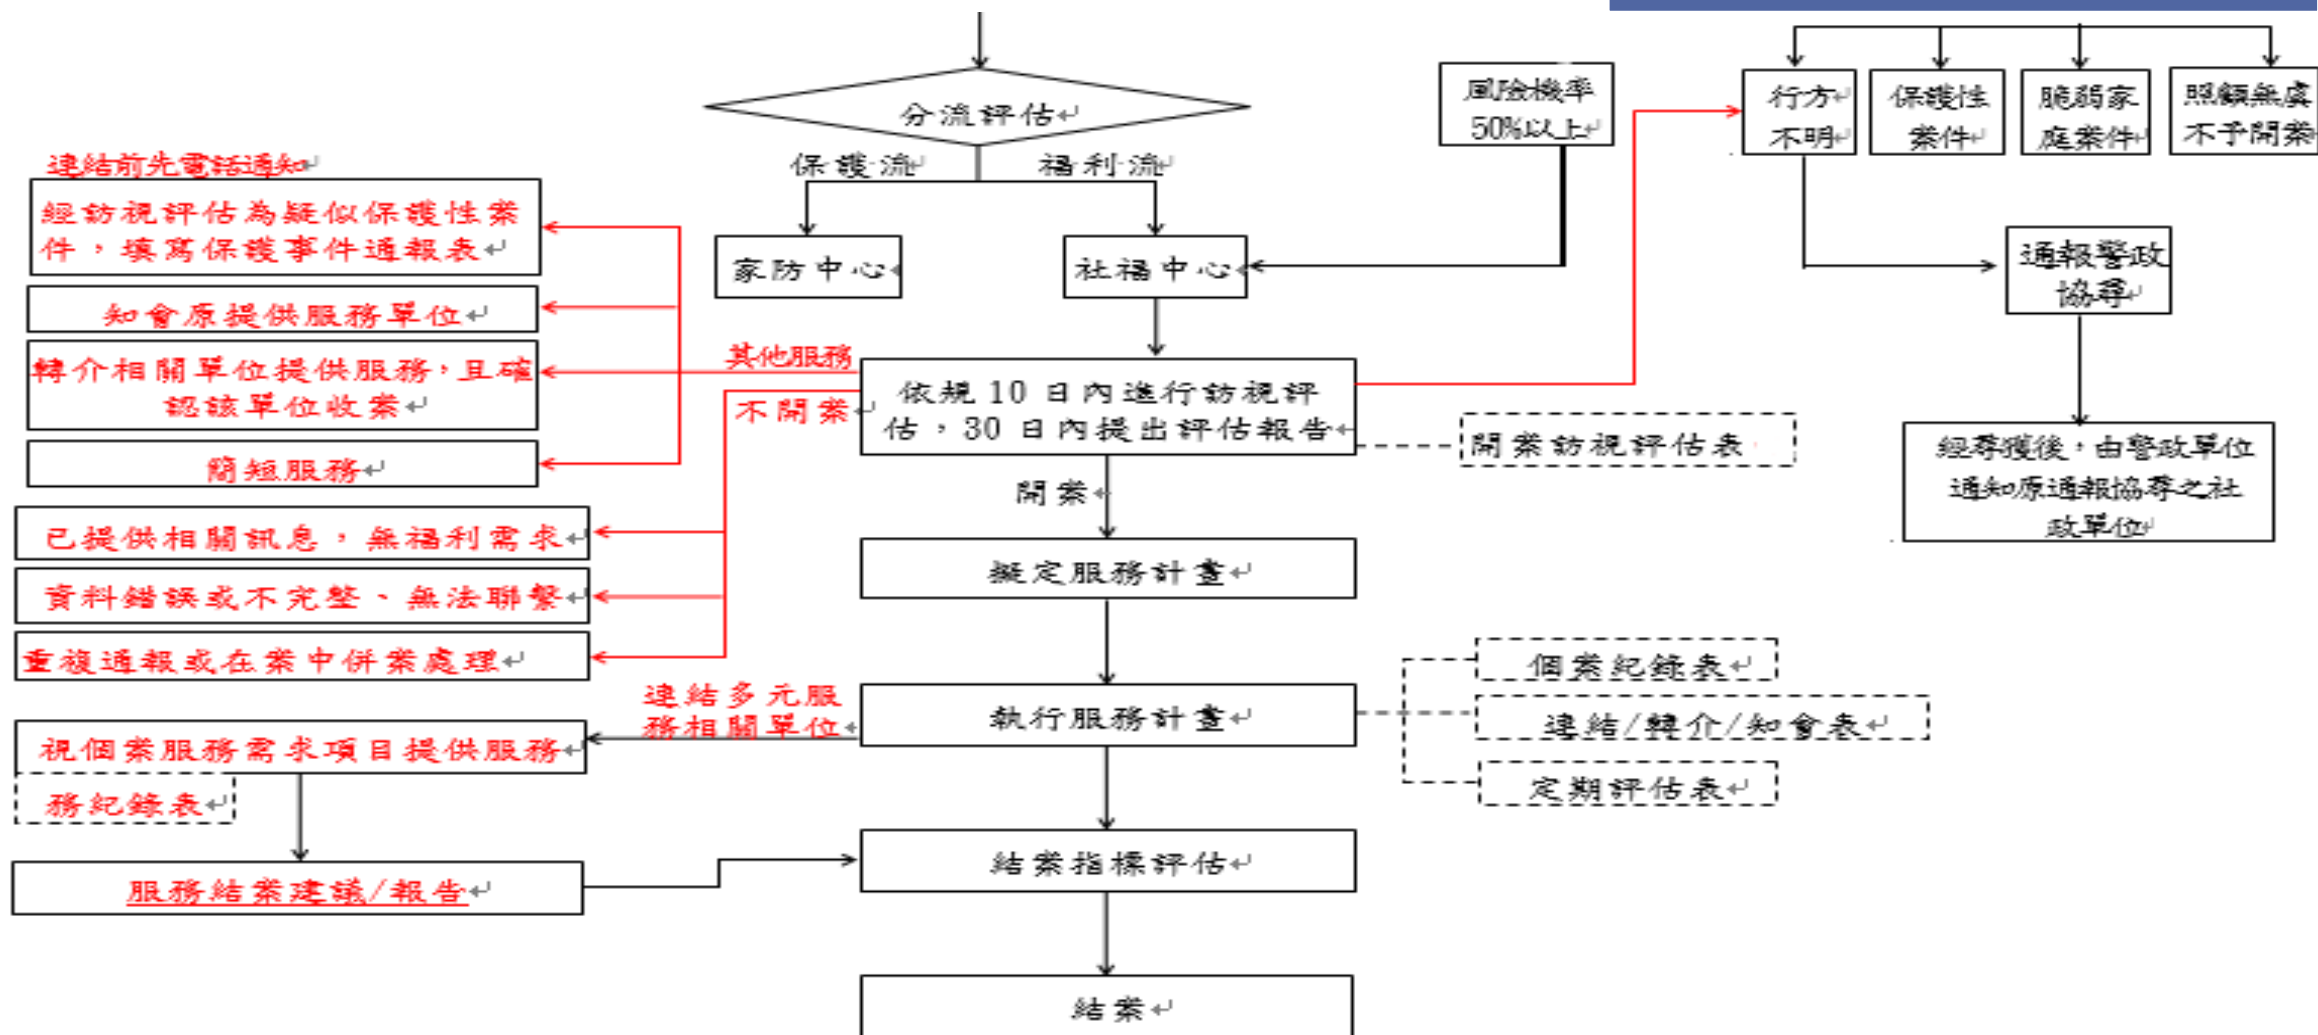 分流評估
保護流
福利流
家防中心
社福中心
風險機率
50%以上
行方
不明
保護性
案件
脆弱家
庭案件
照顧無虞
不予開案
通報警政
協尋
經尋獲後，由警政單位
通知原通報協尋之社
政單位
連結前先電話通知
經訪視評估為疑似保護性案
件，填寫保護事件通報表
知會原提供服務單位
轉介相關單位提供服務，且確
認該單位收案
簡短服務
其他服務
不開案
已提供相關訊息，無福利需求
資料錯誤或不完整、無法聯繫
重複通報或在案中併案處理
依規 10 日內進行訪視評
估，30 日內提出評估報告
開案訪視評估表
開案
擬定服務計畫
執行服務計畫
個案紀錄表
連結/轉介/知會表
定期評估表
連結多元服
務相關單位
視個案服務需求項目提供服務
務紀錄表
服務結案建議/報告
結案指標評估
結案